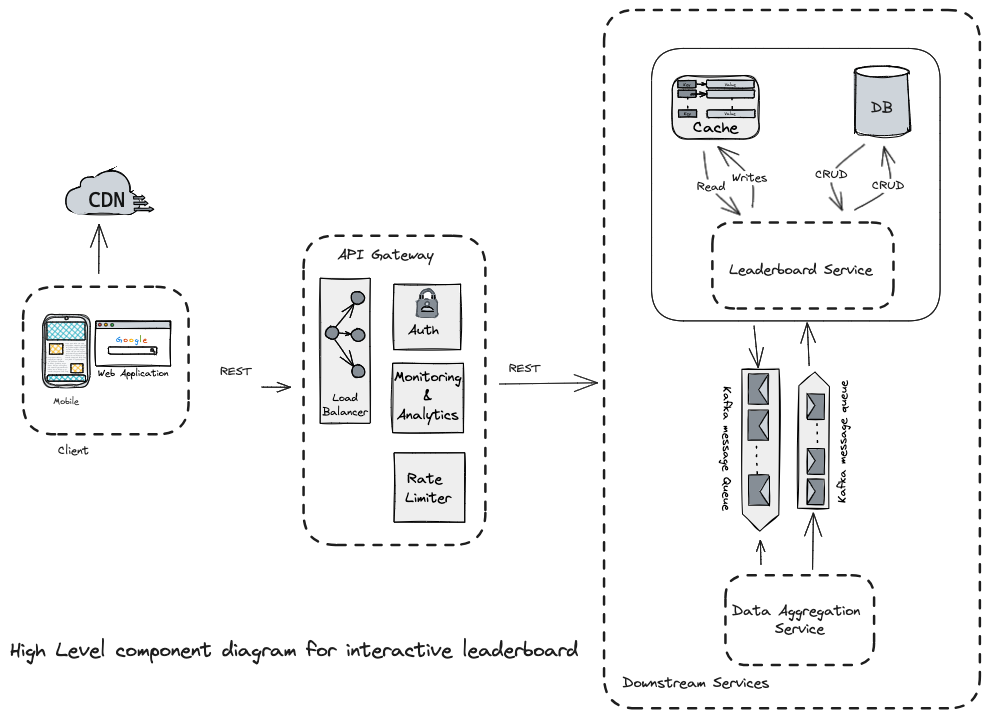 CDN
Google
Web Application
Mobile
Client
REST
API Gateway
Load
Balancer
Auth
Monitoring
&
Analytics
Rate
Limiter
REST
Key
Value
Key
Value
Cache
DB
Read
Writes
CRUD
CRUD
Leaderboard Service
Kafka message Queue
Kafka message queue
Data Aggregation
Service
Downstream Services
High Level component diagram for interactive leaderboard